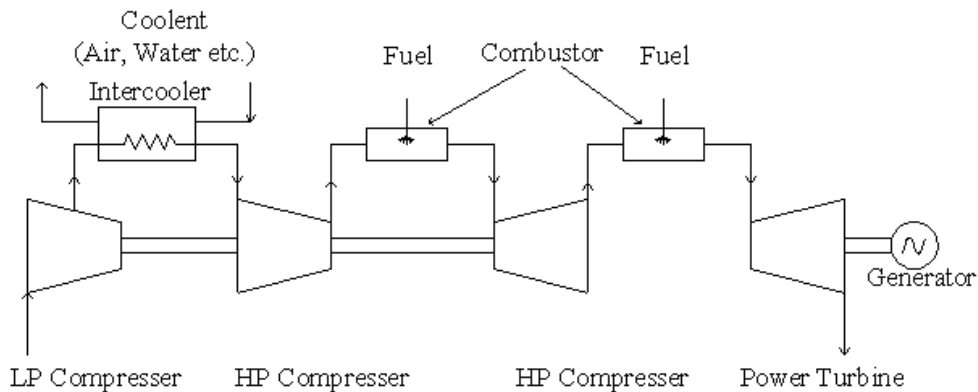 Coolent
(Air, Water etc.)
Intercooler
Fuel
Combustor
Fuel
Generator
LP Compresser
HP Compresser
HP Compresser
Power Turbine